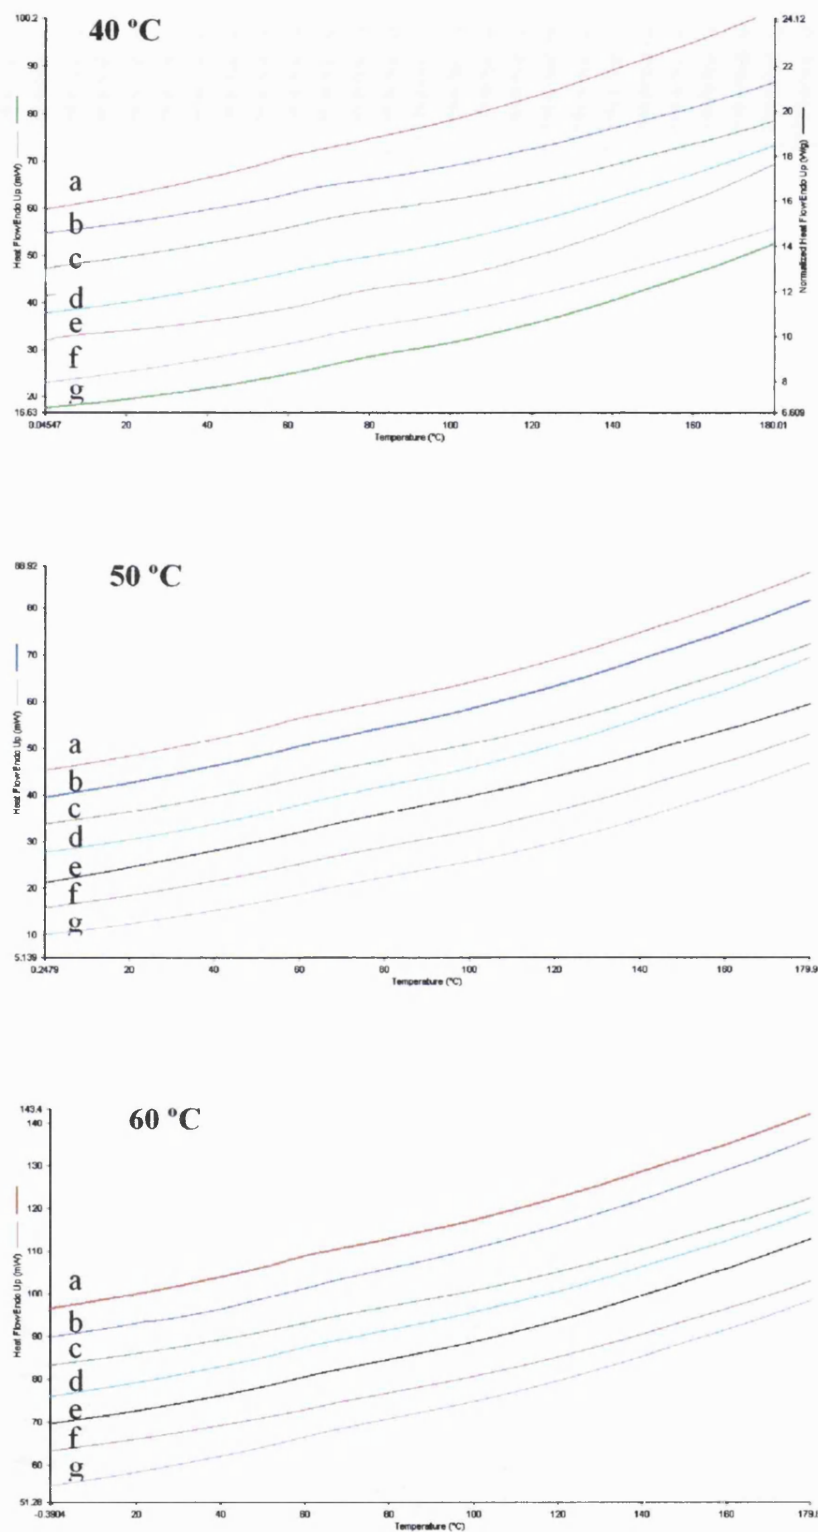 40 °C
100.2
90
80
70
60
50
40
30
20
15.63
Heat Flow Endo Up (mW)
a
b
c
d
e
f
g
24.12
22
20
18
16
14
12
10
8
6.609
Normalized Heat Flow Endo Up (W/g)
0.04547 20 40 60 80 100 120 140 160 180.01
Temperature (°C)
50 °C
88.92
80
70
60
50
40
30
20
10
5.139
Heat Flow Endo Up (mW)
a
b
c
d
e
f
g
0.2479 20 40 60 80 100 120 140 160 179.9
Temperature (°C)
60 °C
143.4
140
130
120
110
100
90
80
70
60
51.28
Heat Flow Endo Up (mW)
a
b
c
d
e
f
g
-0.3904 20 40 60 80 100 120 140 160
Temperature (°C)